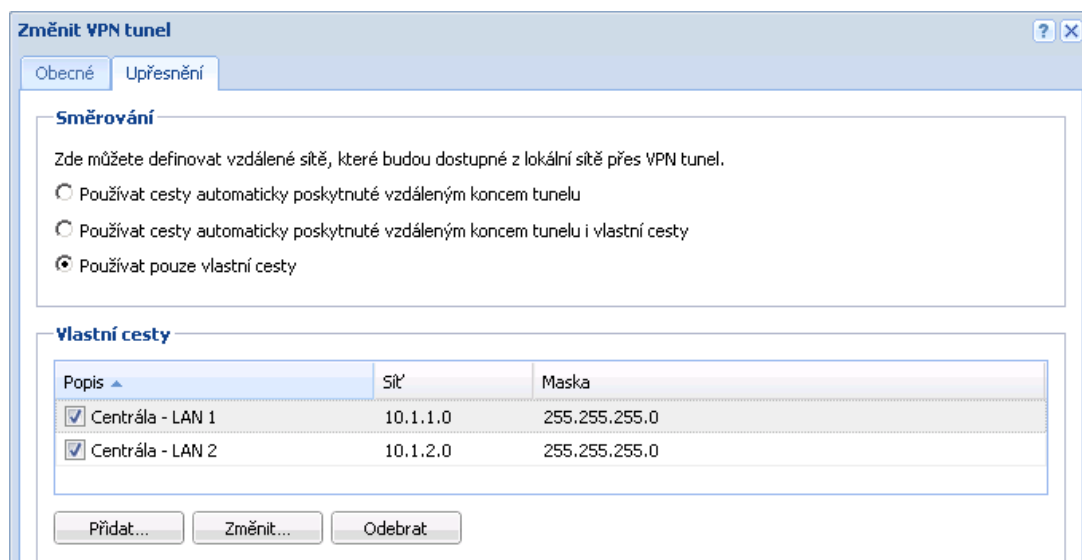 Změnit VPN tunel
Obecné Upřesnění
Směrování
Zde můžete definovat vzdálené sítě, které budou dostupné z lokální sítě přes VPN tunel.
Používat cesty automaticky poskytnuté vzdáleným koncem tunelu
Používat cesty automaticky poskytnuté vzdáleným koncem tunelu i vlastní cesty
Používat pouze vlastní cesty
Vlastní cesty
Popis Síť Maska
Centrála - LAN 1 10.1.1.0 255.255.255.0
Centrála - LAN 2 10.1.2.0 255.255.255.0
Přidat... Změnit... Odebrat